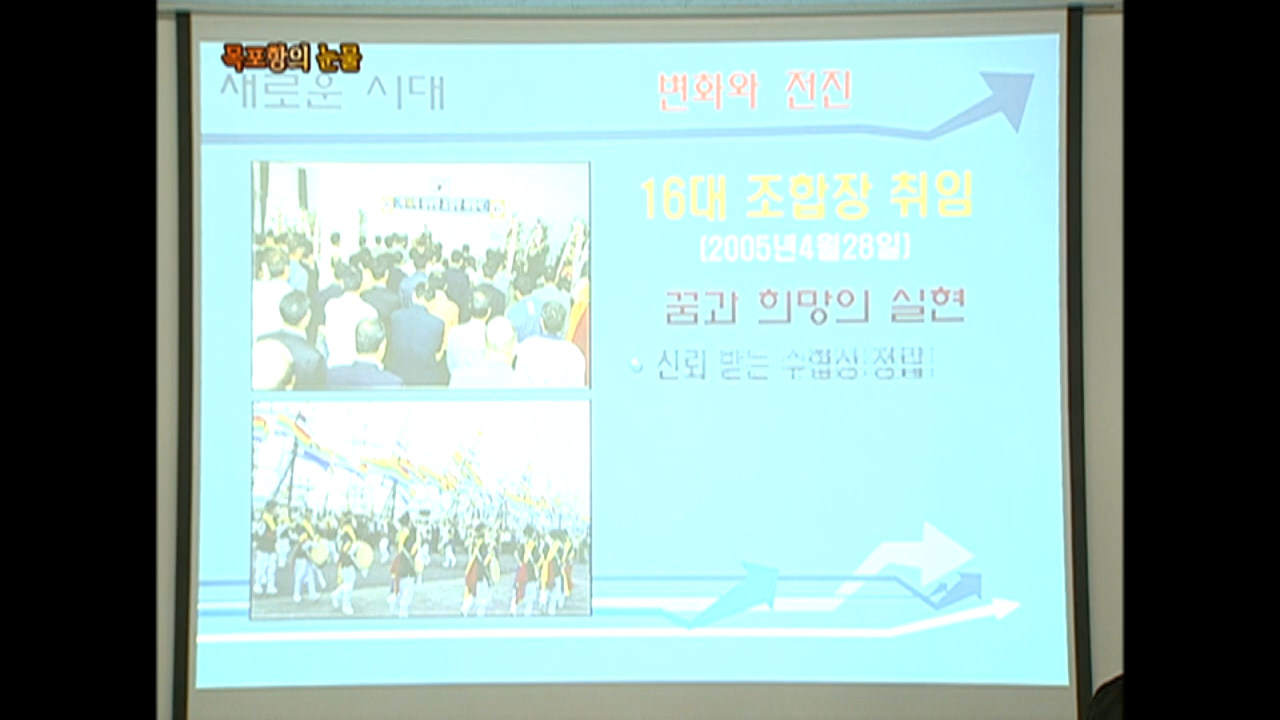 목포항의 눈물
새로운 시대
변화와 전진
16대 조합장 취임
(2005년4월28일)
꿈과 희망의 실현
신뢰 받는 수협상(정립)